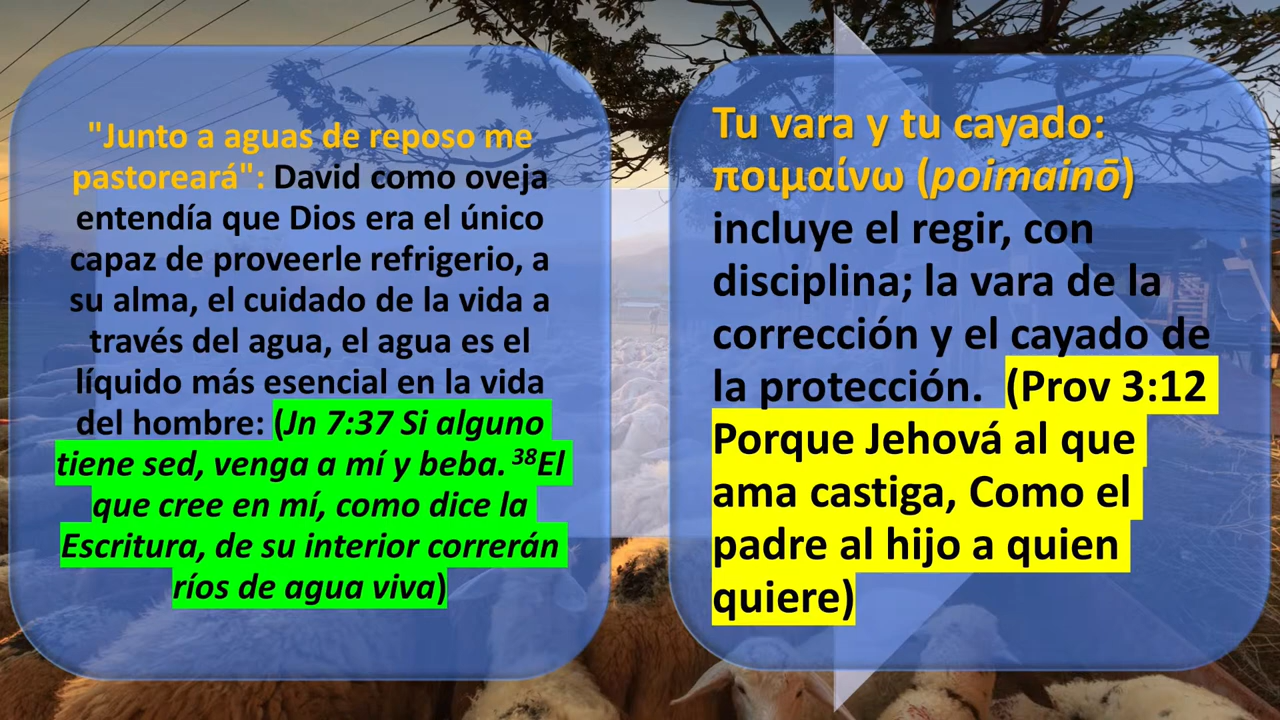 "Junto a aguas de reposo me
pastoreará": David como oveja
entendía que Dios era el único
capaz de proveerle refrigerio, a
su alma, el cuidado de la vida a
través del agua, el agua es el
líquido más esencial en la vida
del hombre: (Jn 7:37 Si alguno
tiene sed, venga a mí y beba. ³⁸El
que cree en mí, como dice la
Escritura, de su interior correrán
ríos de agua viva)
Tu vara y tu cayado:
ποιμαίνω (poimainō)
incluye el regir, con
disciplina; la vara de la
corrección y el cayado de
la protección. (Prov 3:12
Porque Jehová al que
ama castiga, Como el
padre al hijo a quien
quiere)